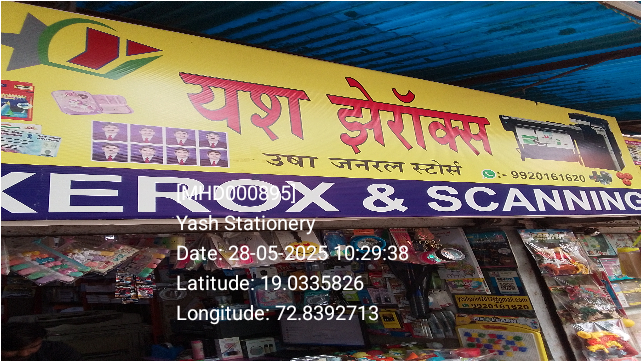 यश झेरॉक्स
उषा जनरल स्टोर्स
:- 9920161620
XEROX & SCANNING
[MHD000895]
Yash Stationery
Date: 28-05-2025 10:29:38
Latitude: 19.0335826
Longitude: 72.8392713